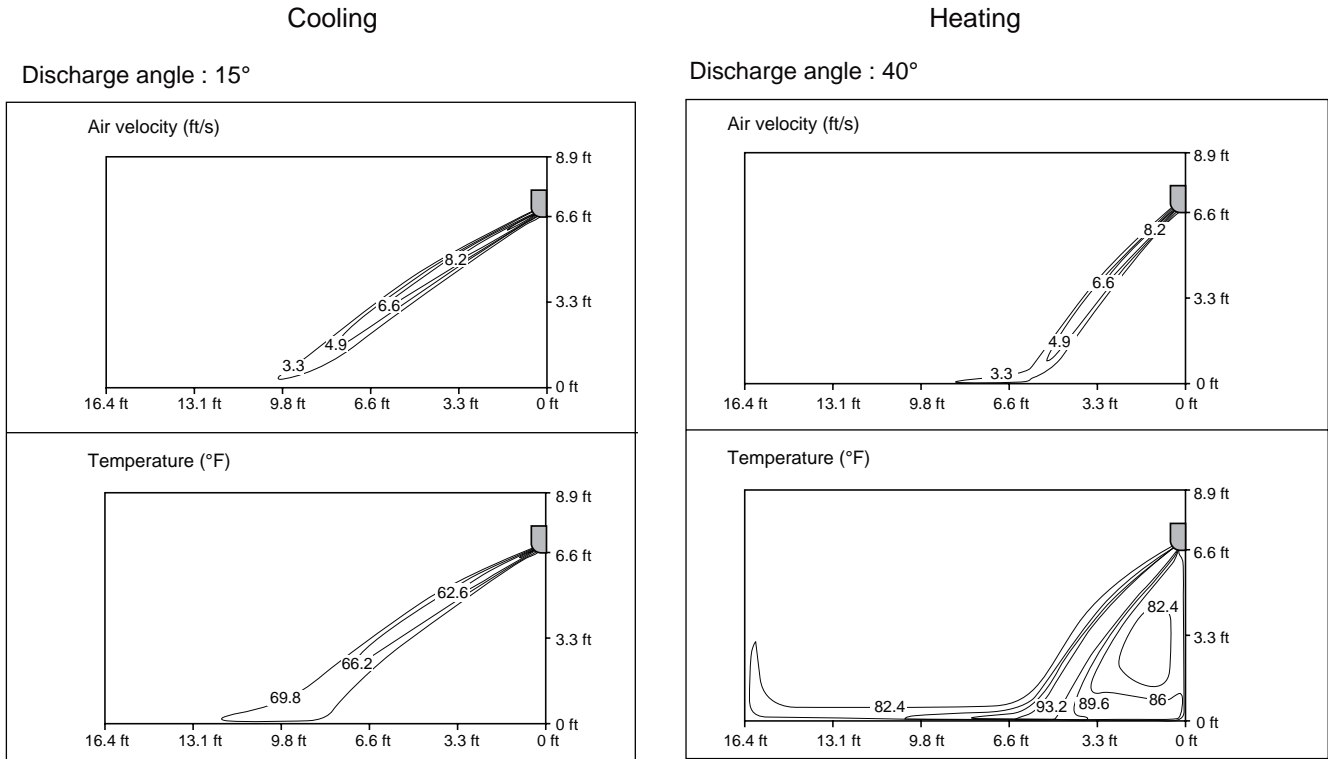 Cooling
Discharge angle : 15°
Air velocity (ft/s)
8.9 ft
6.6 ft
8.2
3.3 ft
6.6
4.9
3.3
0 ft
16.4 ft 13.1 ft 9.8 ft 6.6 ft 3.3 ft 0 ft
Temperature (°F)
8.9 ft
6.6 ft
62.6
3.3 ft
66.2
69.8
0 ft
16.4 ft 13.1 ft 9.8 ft 6.6 ft 3.3 ft 0 ft
Heating
Discharge angle : 40°
Air velocity (ft/s)
8.9 ft
6.6 ft
8.2
6.6
3.3 ft
4.9
3.3
0 ft
16.4 ft 13.1 ft 9.8 ft 6.6 ft 3.3 ft 0 ft
Temperature (°F)
8.9 ft
6.6 ft
82.4
3.3 ft
82.4 93.2 89.6 86
0 ft
16.4 ft 13.1 ft 9.8 ft 6.6 ft 3.3 ft 0 ft